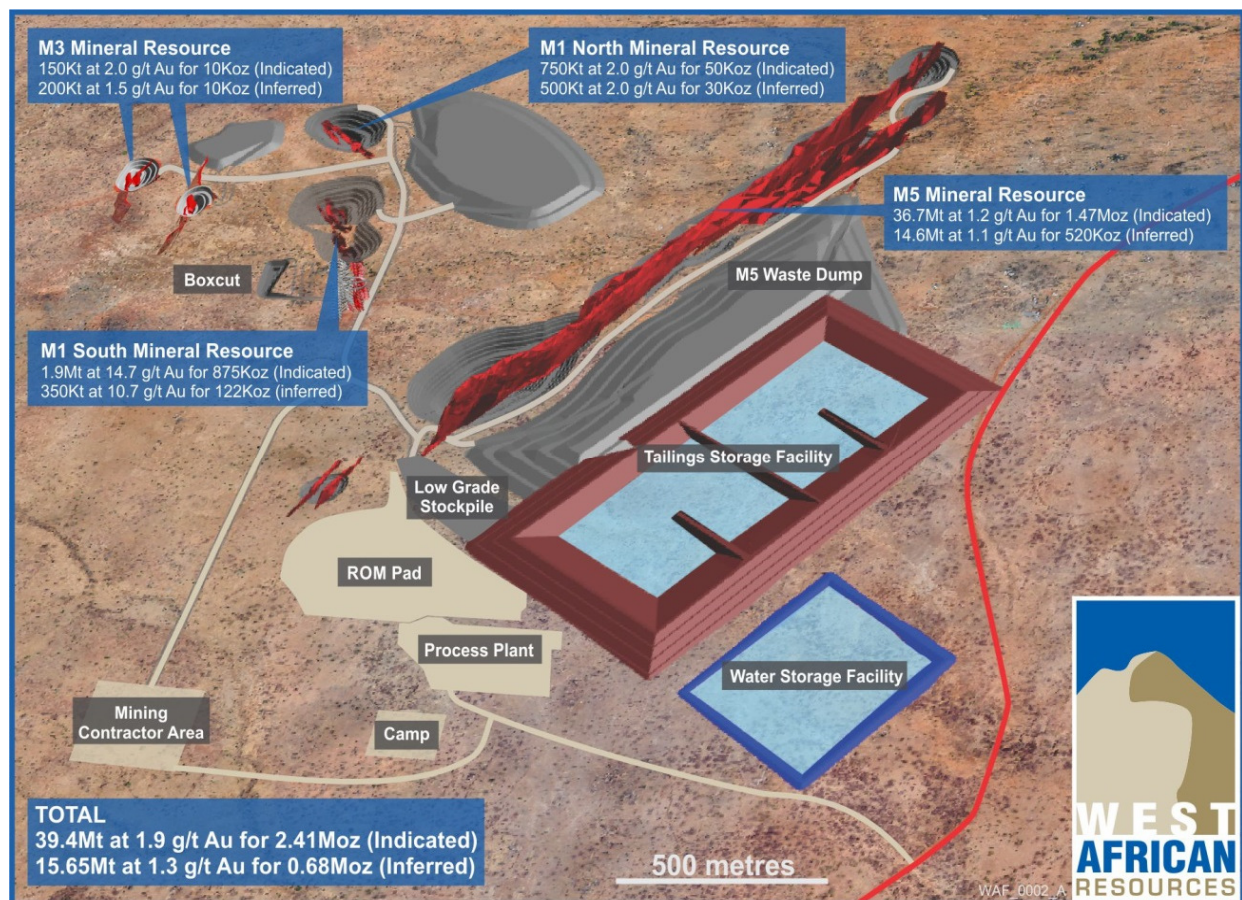 M3 Mineral Resource
150Kt at 2.0 g/t Au for 10Koz (Indicated)
200Kt at 1.5 g/t Au for 10Koz (Inferred)
M1 North Mineral Resource
750Kt at 2.0 g/t Au for 50Koz (Indicated)
500Kt at 2.0 g/t Au for 30Koz (Inferred)
M5 Mineral Resource
36.7Mt at 1.2 g/t Au for 1.47Moz (Indicated)
14.6Mt at 1.1 g/t Au for 520Koz (Inferred)
Boxcut
M5 Waste Dump
M1 South Mineral Resource
1.9Mt at 14.7 g/t Au for 875Koz (Indicated)
350Kt at 10.7 g/t Au for 122Koz (inferred)
Tailings Storage Facility
Low Grade
Stockpile
ROM Pad
Process Plant
Water Storage Facility
Mining
Contractor Area
Camp
TOTAL
39.4Mt at 1.9 g/t Au for 2.41Moz (Indicated)
15.65Mt at 1.3 g/t Au for 0.68Moz (Inferred)
500 metres
WAF_0002_A
WEST
AFRICAN
RESOURCES